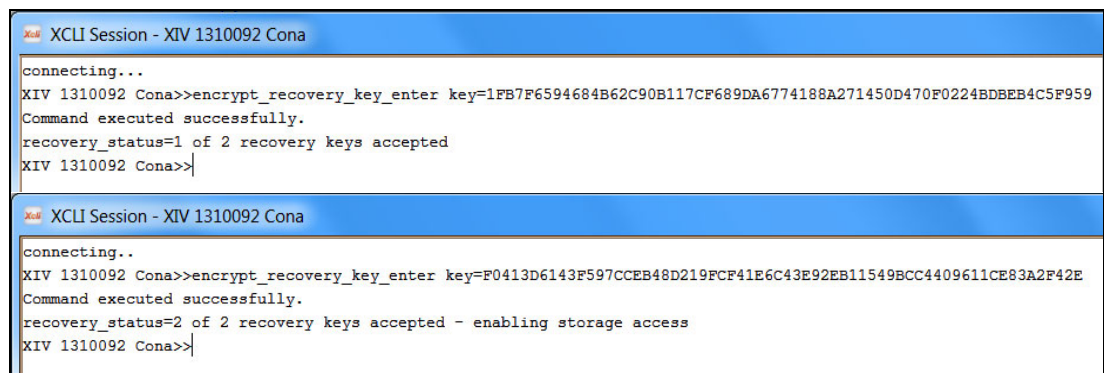 Xcli XCLI Session - XIV 1310092 Cona
connecting...
XIV 1310092 Cona>>encrypt_recovery_key_enter key=1FB7F6594684B62C90B117CF689DA6774188A271450D470F0224BDBEB4C5F959
Command executed successfully.
recovery_status=1 of 2 recovery keys accepted
XIV 1310092 Cona>>
Xcli XCLI Session - XIV 1310092 Cona
connecting..
XIV 1310092 Cona>>encrypt_recovery_key_enter key=F0413D6143F597CCEB48D219FCF41E6C43E92EB11549BCC4409611CE83A2F42E
Command executed successfully.
recovery_status=2 of 2 recovery keys accepted - enabling storage access
XIV 1310092 Cona>>